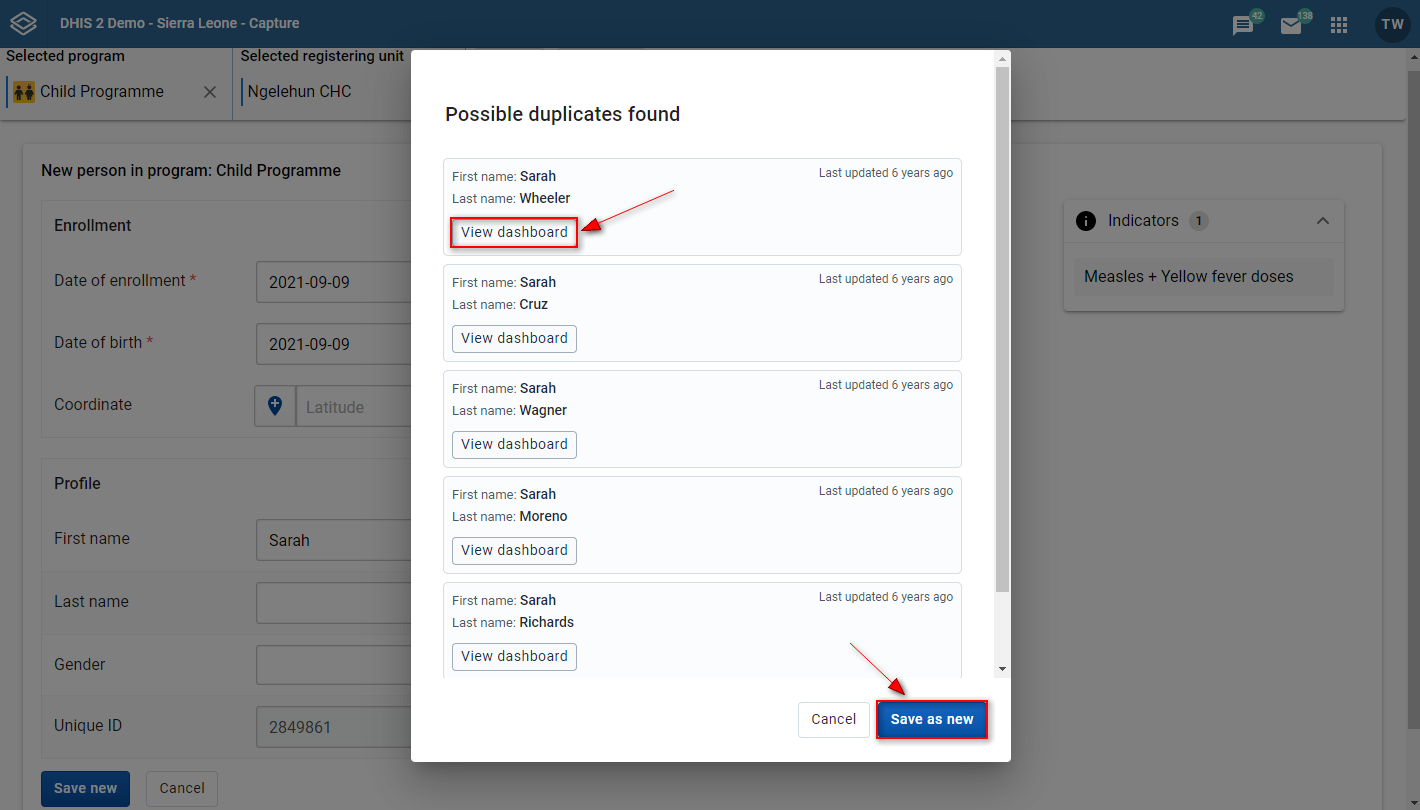 DHIS 2 Demo - Sierra Leone - Capture
42
138
TW
Selected program
Selected registering unit
Child Programme
Ngelehun CHC
New person in program: Child Programme
Enrollment
Date of enrollment *
2021-09-09
Date of birth *
2021-09-09
Coordinate
Latitude
Profile
First name
Sarah
Last name
Gender
Unique ID
2849861
Save new
Cancel
Possible duplicates found
First name: Sarah
Last updated 6 years ago
Last name: Wheeler
View dashboard
First name: Sarah
Last updated 6 years ago
Last name: Cruz
View dashboard
First name: Sarah
Last updated 6 years ago
Last name: Wagner
View dashboard
First name: Sarah
Last updated 6 years ago
Last name: Moreno
View dashboard
First name: Sarah
Last updated 6 years ago
Last name: Richards
View dashboard
Cancel
Save as new
Indicators 1
Measles + Yellow fever doses